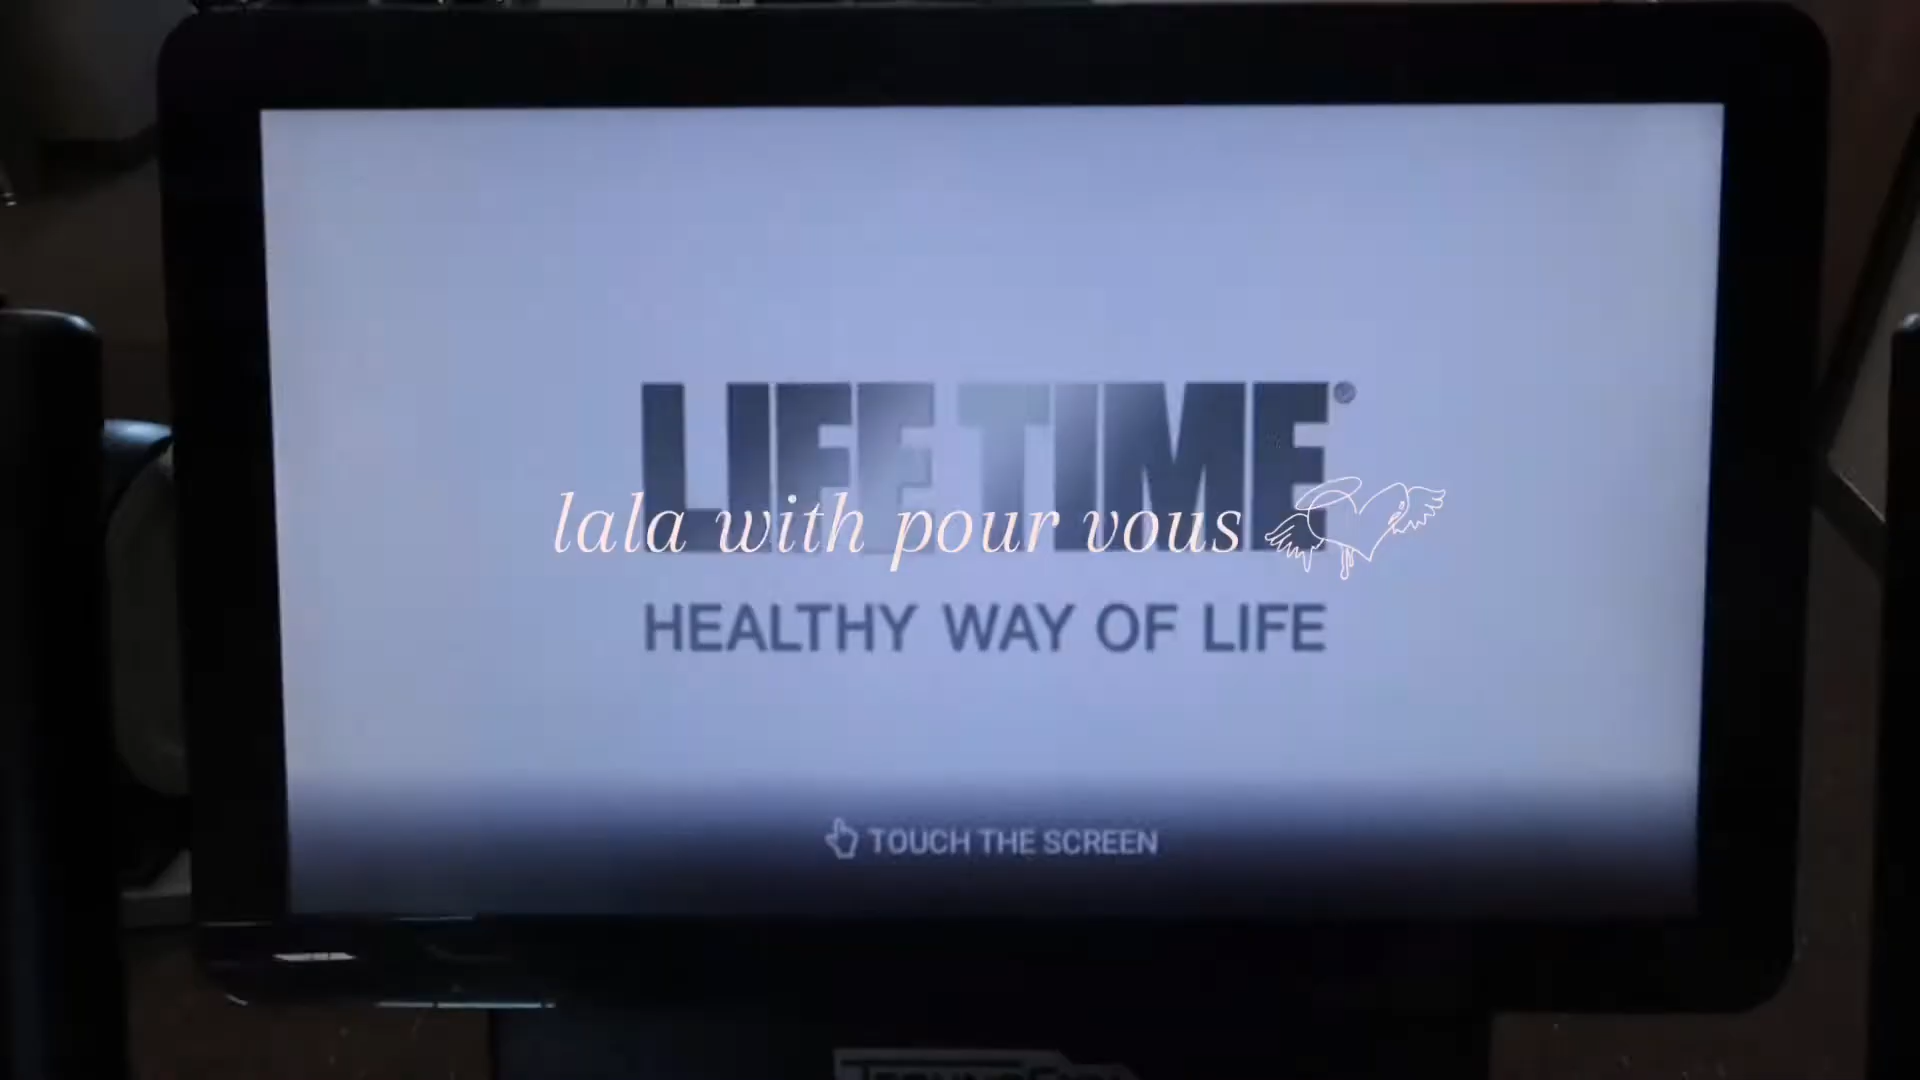 LIFE TIME®
lala with pour vous
HEALTHY WAY OF LIFE
TOUCH THE SCREEN